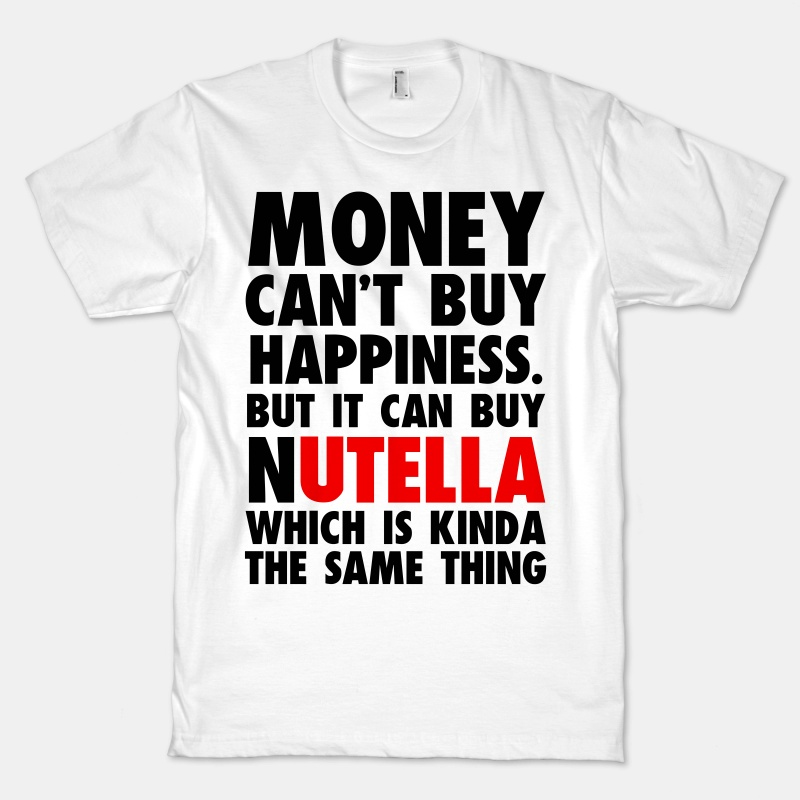 MONEY
CAN'T BUY
HAPPINESS.
BUT IT CAN BUY
NUTELLA
WHICH IS KINDA
THE SAME THING